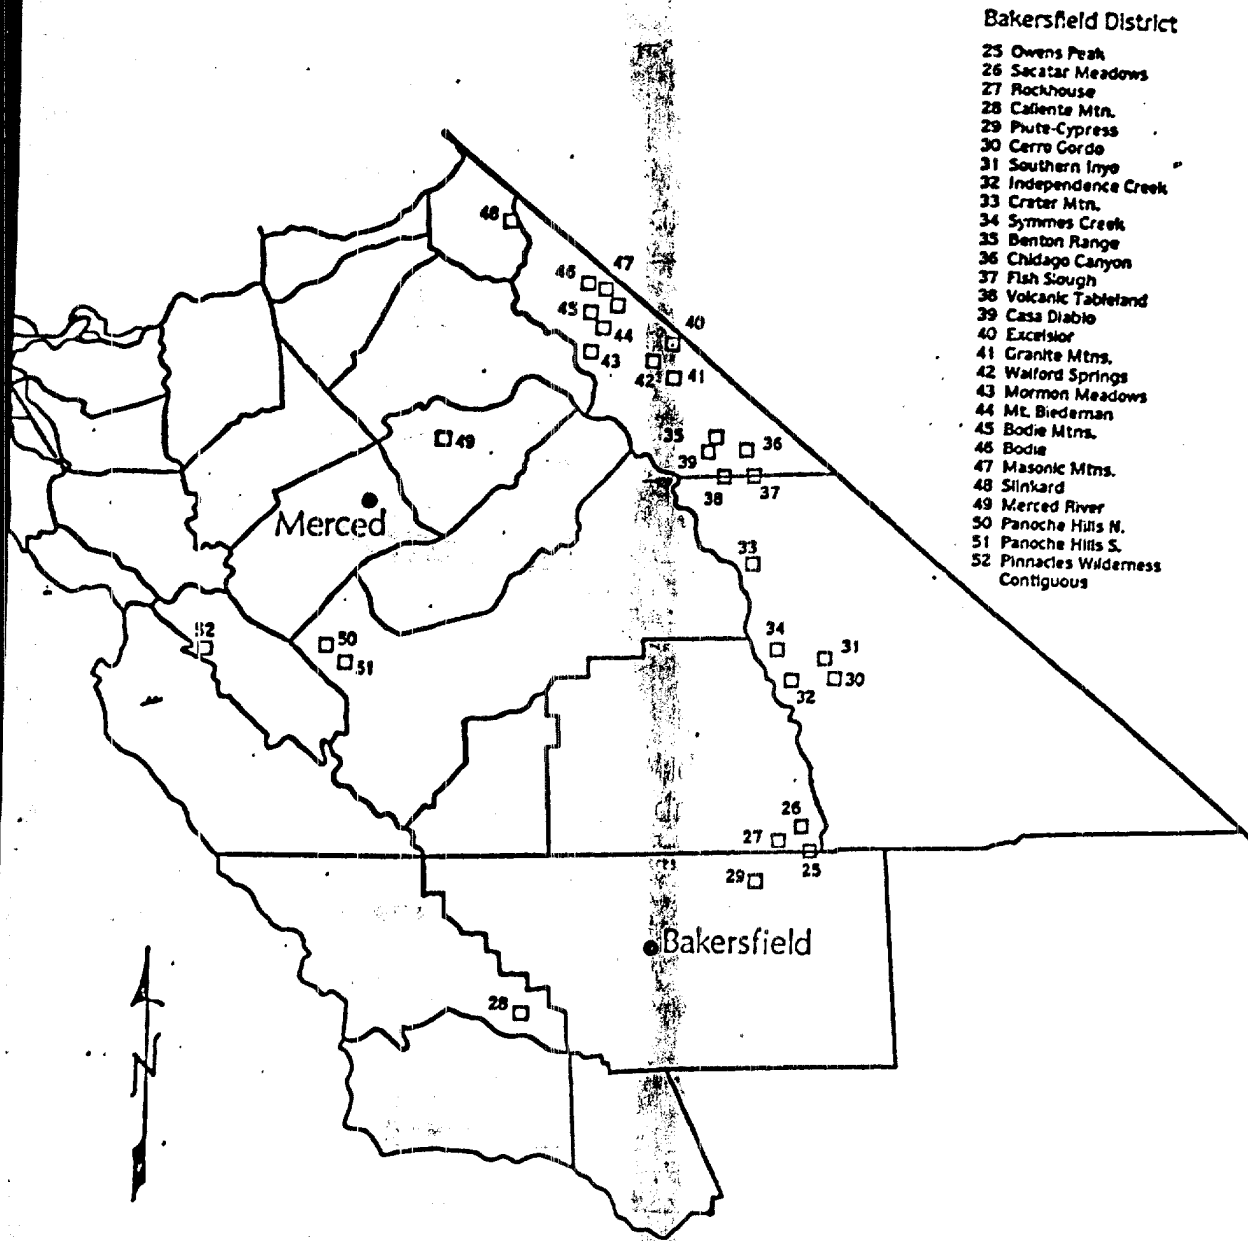 Bakersfield District
25 Owens Peak
26 Sacatar Meadows
27 Rockhouse
28 Caliente Mtn.
29 Piute-Cypress
30 Cerro Gordo
31 Southern Inyo
32 Independence Creek
33 Crater Mtn.
34 Symmes Creek
35 Benton Range
36 Chidago Canyon
37 Fish Slough
38 Volcanic Tableland
39 Casa Diablo
40 Excelsior
41 Granite Mtns.
42 Walford Springs
43 Mormon Meadows
44 Mt. Biedeman
45 Bodie Mtns.
46 Bodie
47 Masonic Mtns.
48 Slinkard
49 Merced River
50 Panoche Hills N.
51 Panoche Hills S.
52 Pinnacles Wilderness
Contiguous
48
47
46
45
44
40
43
42
41
35
36
49
39
38
37
Merced
33
52
50
51
34
31
30
32
26
27
25
29
Bakersfield
28
N